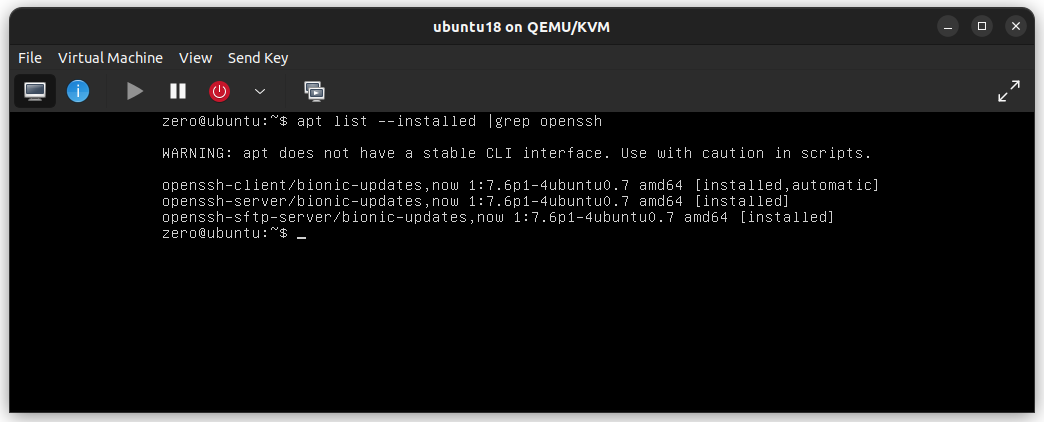 ubuntu18 on QEMU/KVM
File Virtual Machine View Send Key
zero@ubuntu:~$ apt list --installed |grep openssh
WARNING: apt does not have a stable CLI interface. Use with caution in scripts.
openssh-client/bionic-updates,now 1:7.6p1-4ubuntu0.7 amd64 [installed,automatic]
openssh-server/bionic-updates,now 1:7.6p1-4ubuntu0.7 amd64 [installed]
openssh-sftp-server/bionic-updates,now 1:7.6p1-4ubuntu0.7 amd64 [installed]
zero@ubuntu:~$ _